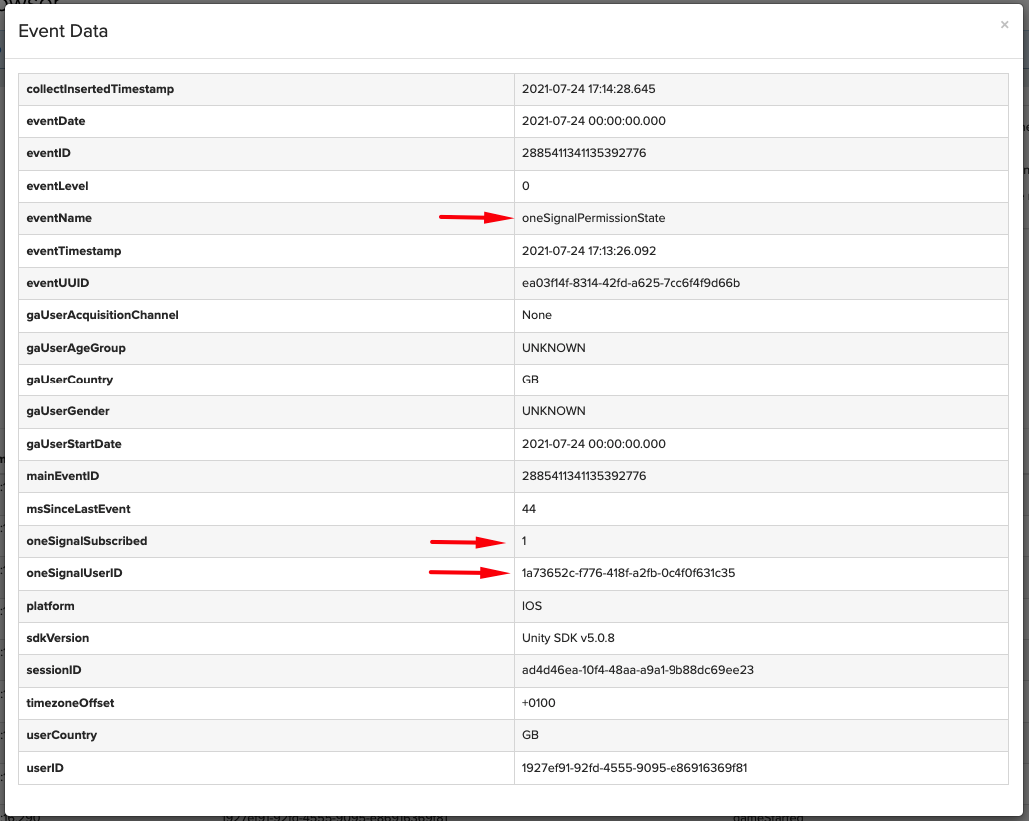 Event Data ×
collectInsertedTimestamp 2021-07-24 17:14:28.645
eventDate 2021-07-24 00:00:00.000
eventID 2885411341135392776
eventLevel 0
eventName oneSignalPermissionState
eventTimestamp 2021-07-24 17:13:26.092
eventUUID ea03f14f-8314-42fd-a625-7cc6f4f9d66b
gaUserAcquisitionChannel None
gaUserAgeGroup UNKNOWN
gaUserCountry GB
gaUserGender UNKNOWN
gaUserStartDate 2021-07-24 00:00:00.000
mainEventID 2885411341135392776
msSinceLastEvent 44
oneSignalSubscribed 1
oneSignalUserID 1a73652c-f776-418f-a2fb-0c4f0f631c35
platform IOS
sdkVersion Unity SDK v5.0.8
sessionID ad4d46ea-10f4-48aa-a9a1-9b88dc69ee23
timezoneOffset +0100
userCountry GB
userID 1927ef91-92fd-4555-9095-e86916369f81
gameStarted